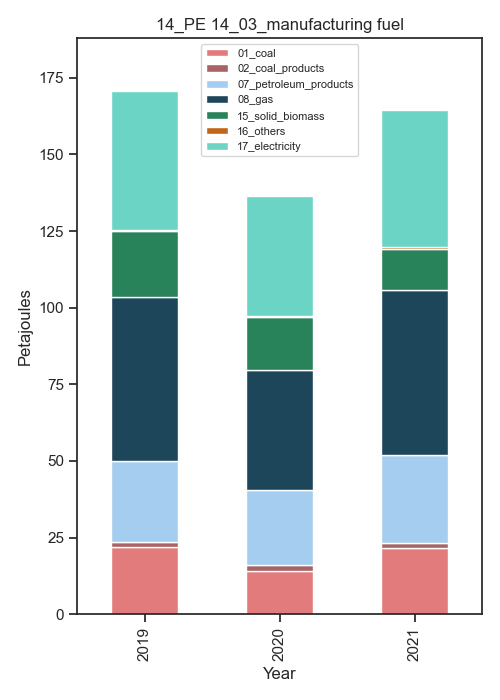 14_PE 14_03_manufacturing fuel
01_coal
02_coal_products
07_petroleum_products
08_gas
15_solid_biomass
16_others
17_electricity
175
150
125
100
75
50
25
0
Petajoules
2019
2020
2021
Year